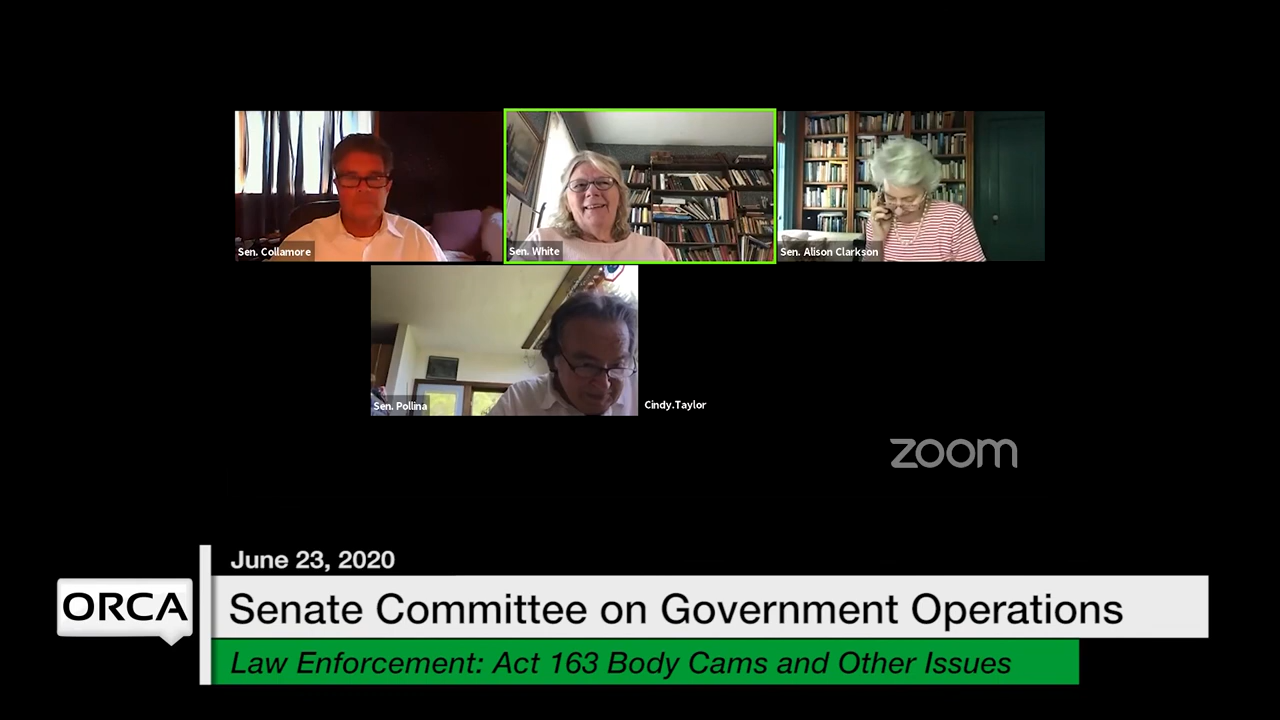 Sen. Collamore
Sen. White
Sen. Alison Clarkson
Sen. Pollina
Cindy.Taylor
zoom
June 23, 2020
ORCA
Senate Committee on Government Operations
Law Enforcement: Act 163 Body Cams and Other Issues